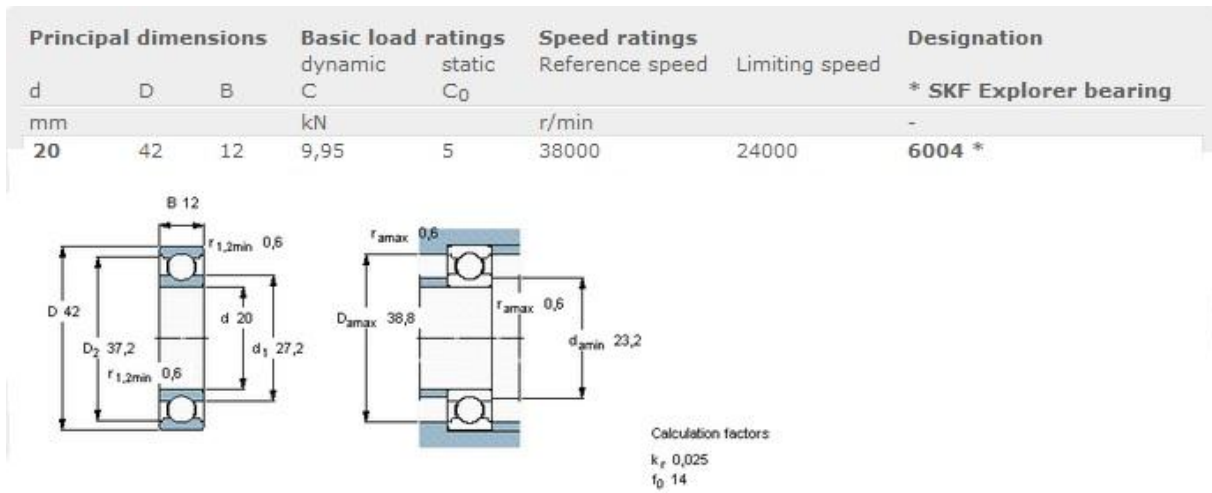 Principal dimensions Basic load ratings Speed ratings Designation
dynamic static Reference speed Limiting speed
d D B C C0 * SKF Explorer bearing
mm kN r/min -
20 42 12 9,95 5 38000 24000 6004 *
B 12
r1,2min 0,6
D 42
D2 37,2
d 20
d1 27,2
r1,2min 0,6
ramax 0,6
Damax 38,8
ramax 0,6
damin 23,2
Calculation factors
kr 0,025
f0 14